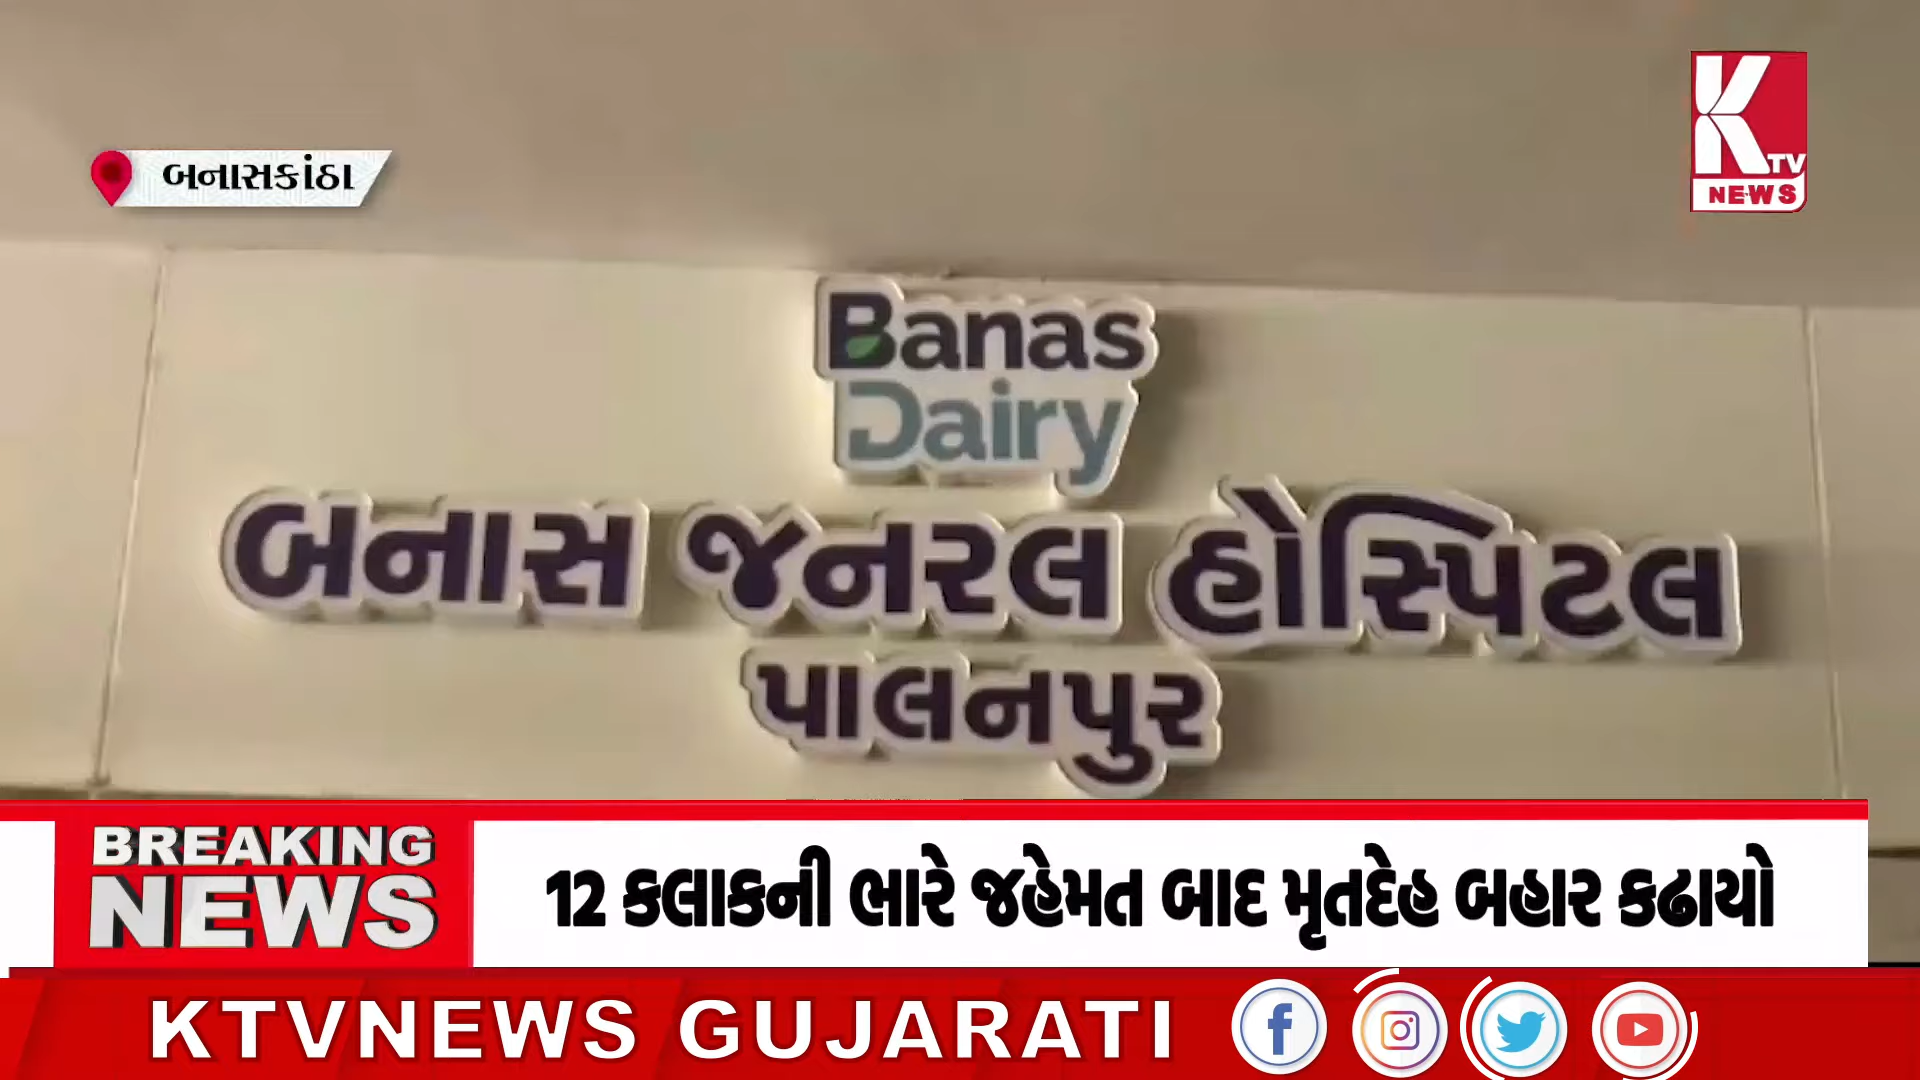 બનાસકાંઠા
K TV
NEWS
Banas
Dairy
બનાસ જનરલ હોસ્પિટલ
પાલનપુર
BREAKING
NEWS
12 કલાકની ભારે જહેમત બાદ મૃતદેહ બહાર કઢાયો
KTVNEWS GUJARATI